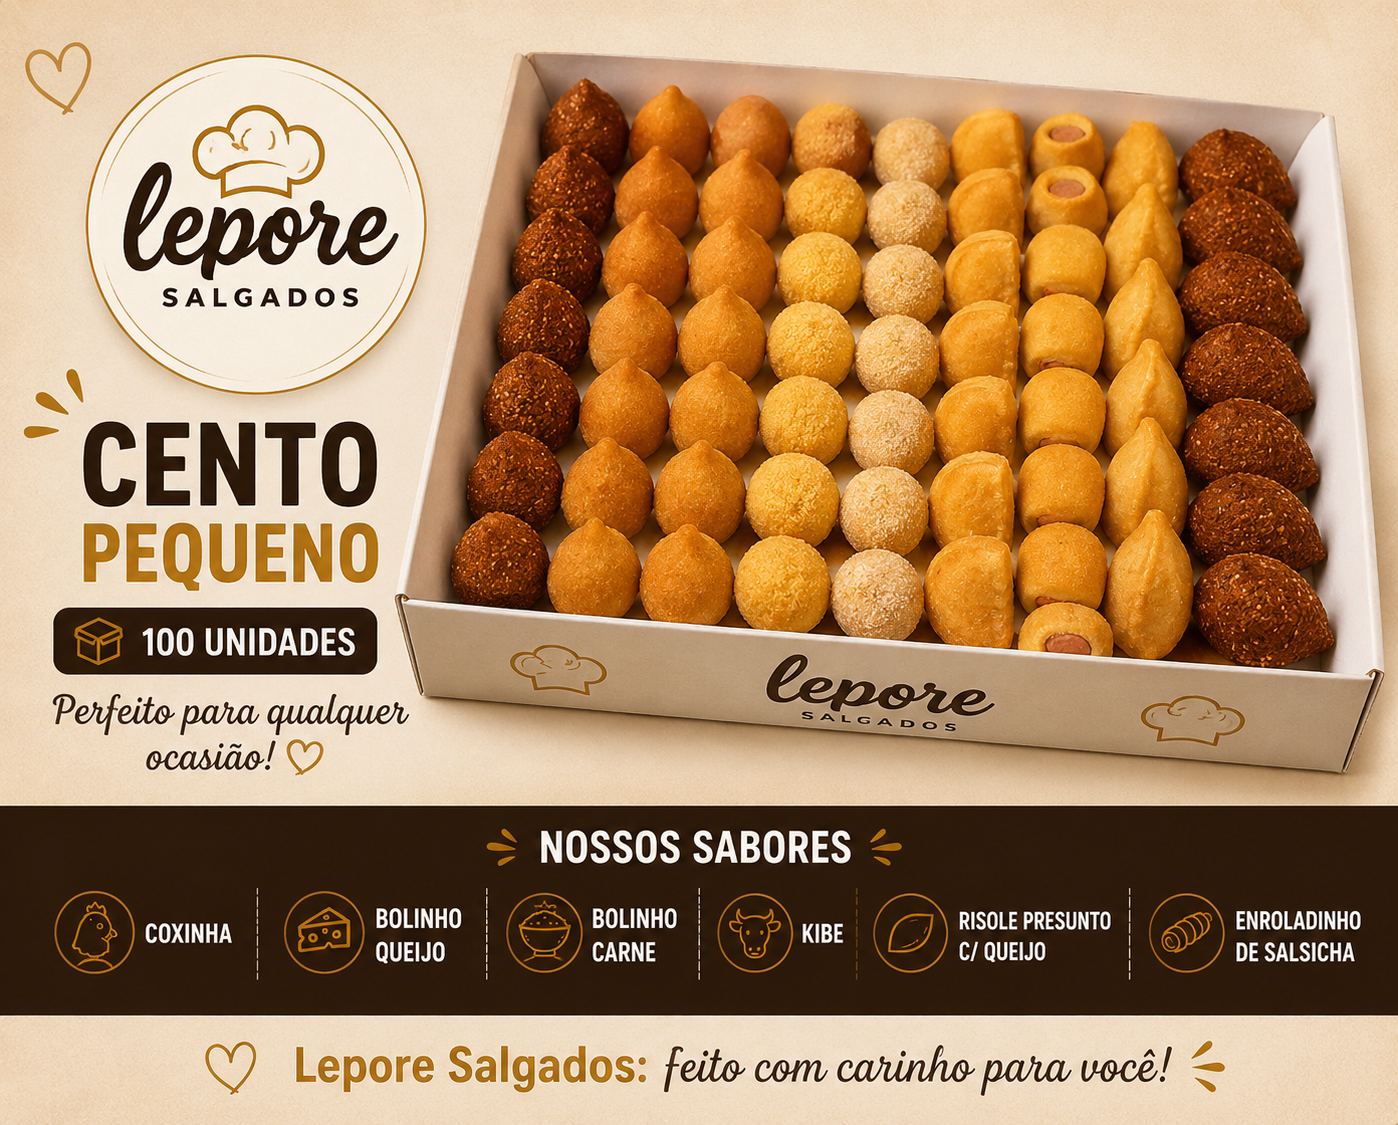 lepore
SALGADOS
CENTO
PEQUENO
100 UNIDADES
Perfeito para qualquer
ocasião!
lepore
SALGADOS
NOSSOS SABORES
COXINHA
BOLINHO
QUEIJO
BOLINHO
CARNE
KIBE
RISOLE PRESUNTO
C/ QUEIJO
ENROLADINHO
DE SALSICHA
Lepore Salgados: feito com carinho para você!